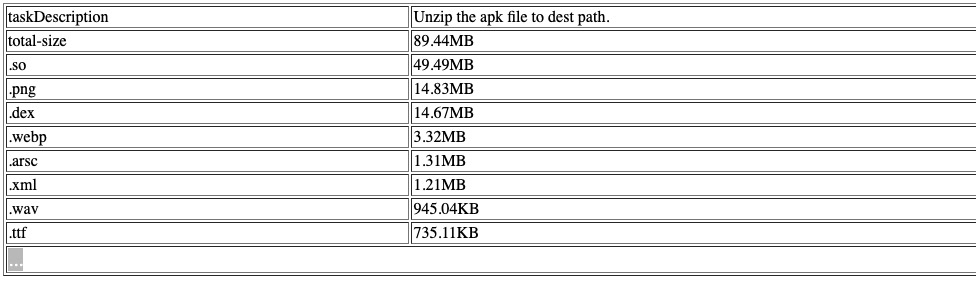 taskDescription Unzip the apk file to dest path.
total-size 89.44MB
.so 49.49MB
.png 14.83MB
.dex 14.67MB
.webp 3.32MB
.arsc 1.31MB
.xml 1.21MB
.wav 945.04KB
.ttf 735.11KB
...